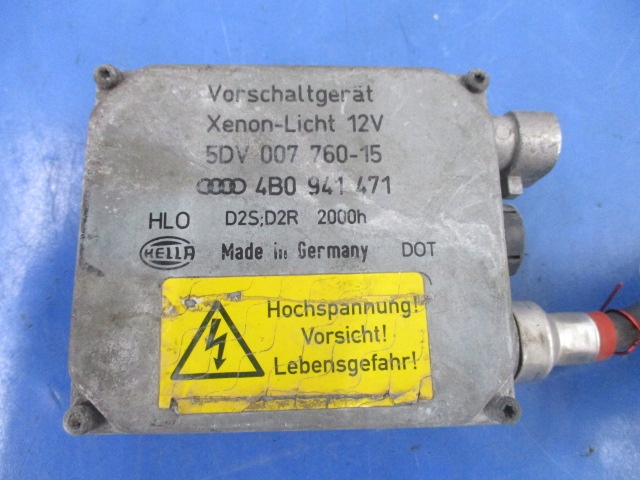 Vorschaltgerät
Xenon-Licht 12V
5DV 007 760-15
4B0 941 471
HLO D2S;D2R 2000h
HELLA Made in Germany DOT
Hochspannung!
Vorsicht!
Lebensgefahr!